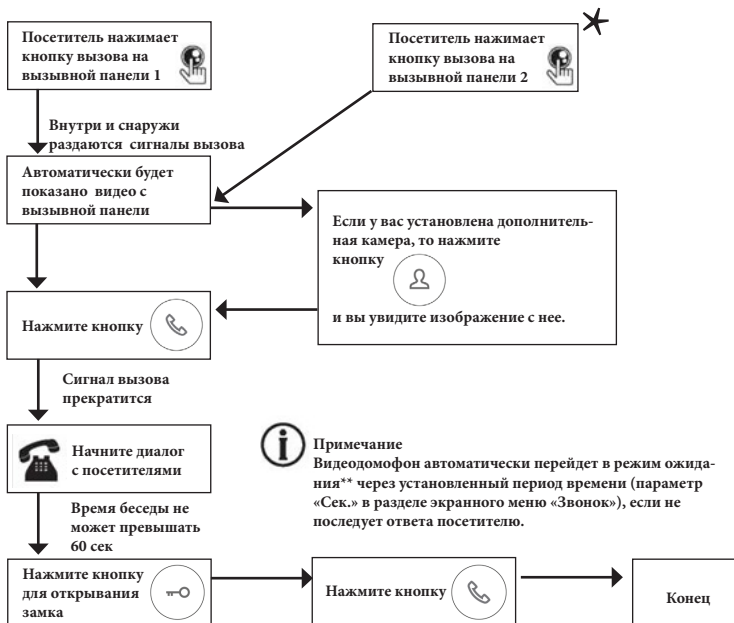 Посетитель нажимает
кнопку вызова на
вызывной панели 1
Посетитель нажимает
кнопку вызова на
вызывной панели 2
Внутри и снаружи
раздаются сигналы вызова
Автоматически будет
показано видео с
вызывной панели
Если у вас установлена дополнитель-
ная камера, то нажмите
кнопку
и вы увидите изображение с нее.
Нажмите кнопку
Сигнал вызова
прекратится
Начните диалог
с посетителями
Примечание
Видеодомофон автоматически перейдет в режим ожида-
ния** через установленный период времени (параметр
«Сек.» в разделе экранного меню «Звонок»), если не
последует ответа посетителю.
Время беседы не
может превышать
60 сек
Нажмите кнопку
для открывания
замка
Нажмите кнопку
Конец